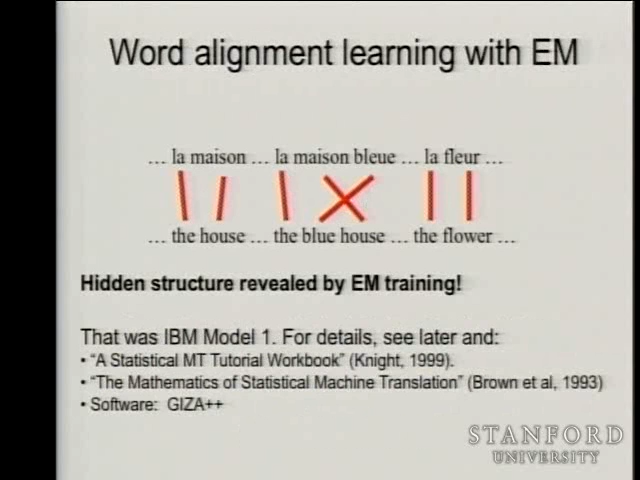 Word alignment learning with EM
… la maison … la maison bleue … la fleur …
… the house … the blue house … the flower …
Hidden structure revealed by EM training!
That was IBM Model 1. For details, see later and:
• “A Statistical MT Tutorial Workbook” (Knight, 1999).
• “The Mathematics of Statistical Machine Translation” (Brown et al, 1993)
• Software: GIZA++
STANFORD
UNIVERSITY